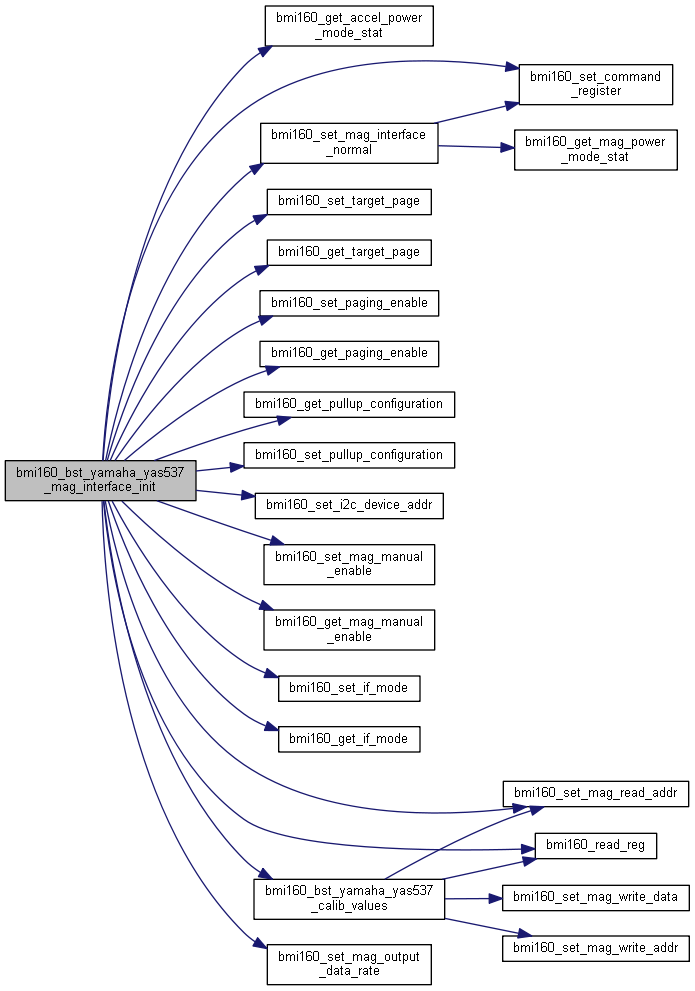 bmi160_get_accel_power
_mode_stat
bmi160_set_command
_register
bmi160_set_mag_interface
_normal
bmi160_get_mag_power
_mode_stat
bmi160_set_target_page
bmi160_get_target_page
bmi160_set_paging_enable
bmi160_get_paging_enable
bmi160_get_pullup_configuration
bmi160_set_pullup_configuration
bmi160_bst_yamaha_yas537
_mag_interface_init
bmi160_set_i2c_device_addr
bmi160_set_mag_manual
_enable
bmi160_get_mag_manual
_enable
bmi160_set_if_mode
bmi160_get_if_mode
bmi160_set_mag_read_addr
bmi160_read_reg
bmi160_bst_yamaha_yas537
_calib_values
bmi160_set_mag_write_data
bmi160_set_mag_write_addr
bmi160_set_mag_output
_data_rate